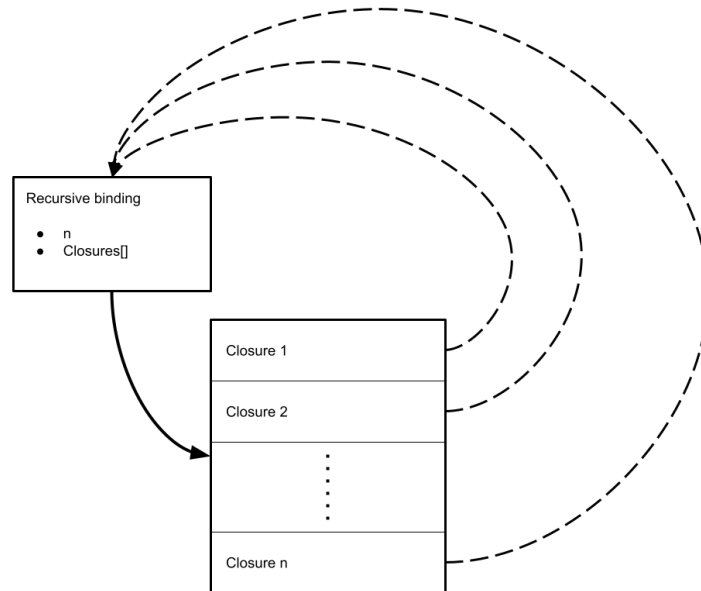 Recursive binding
● n
● Closures[]
Closure 1
Closure 2
Closure n